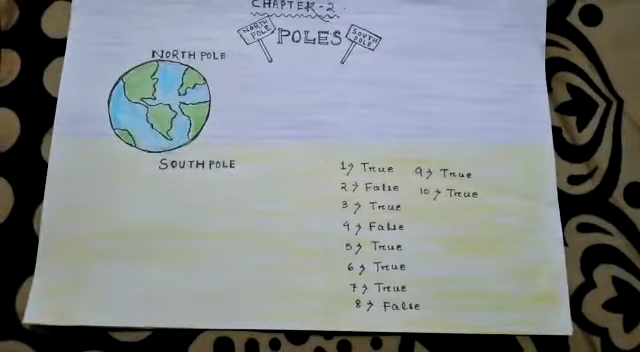 CHAPTER-2
NORTH POLE
POLES
SOUTH POLE
NORTH POLE
SOUTH POLE
1) True
2) False
3) True
4) False
5) True
6) True
7) True
8) False
9) True
10) True